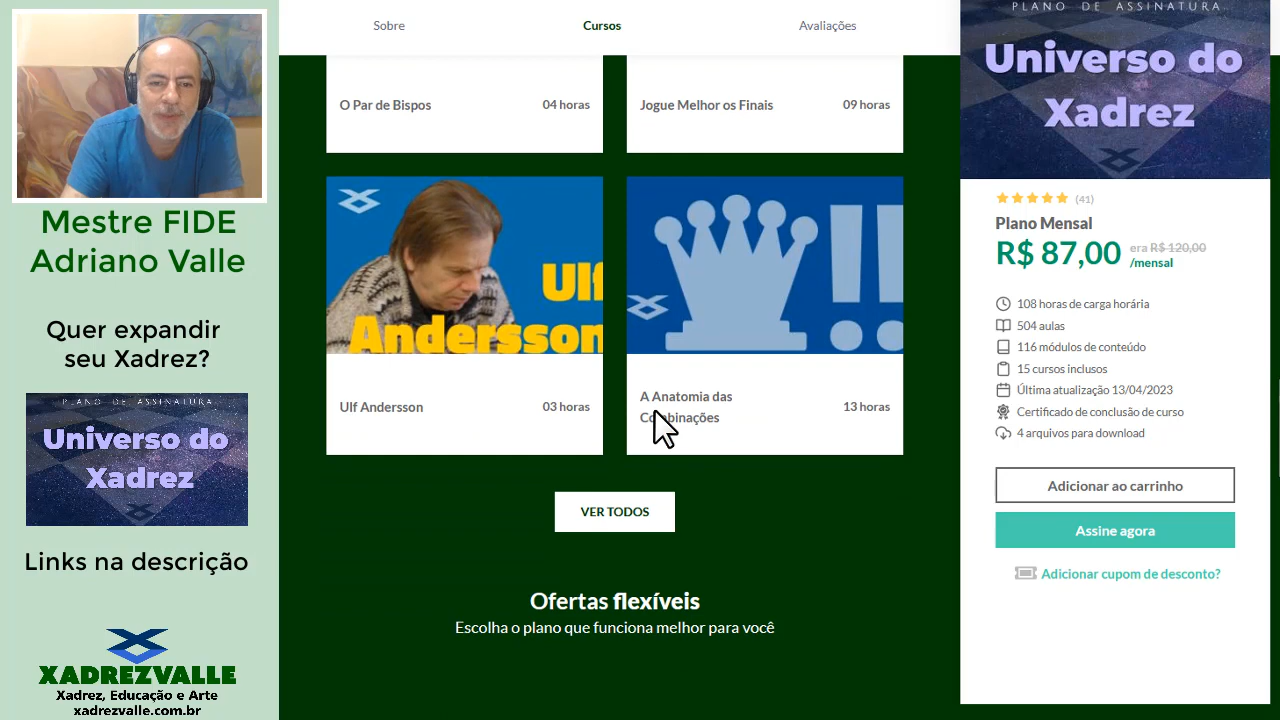 Mestre FIDE
Adriano Valle
Quer expandir
seu Xadrez?
PLANO DE ASSINATURA
Universo do
Xadrez
Links na descrição
XADREZVALLE
Xadrez, Educação e Arte
xadrezvalle.com.br
Sobre
Cursos
Avaliações
O Par de Bispos
04 horas
Jogue Melhor os Finais
09 horas
Ulf
Andersson
!!
Ulf Andersson
03 horas
A Anatomia das
Combinações
13 horas
VER TODOS
Ofertas flexíveis
Escolha o plano que funciona melhor para você
PLANO DE ASSINATURA
Universo do
Xadrez
(41)
Plano Mensal
R$ 87,00 era R$ 120,00
/mensal
108 horas de carga horária
504 aulas
116 módulos de conteúdo
15 cursos inclusos
Última atualização 13/04/2023
Certificado de conclusão de curso
4 arquivos para download
Adicionar ao carrinho
Assine agora
Adicionar cupom de desconto?